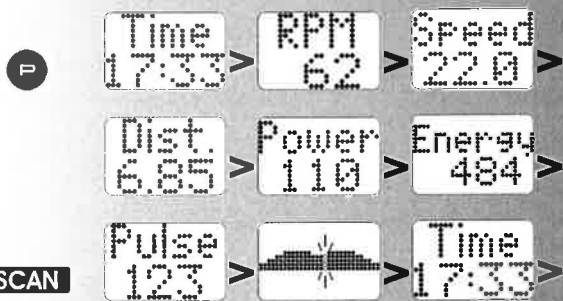 Time > RPM > Speed >
17:33 62 22.0
P
Dist. > Power > Energy >
6.85 110 484
Pulse > > Time >
123 17:33
SCAN